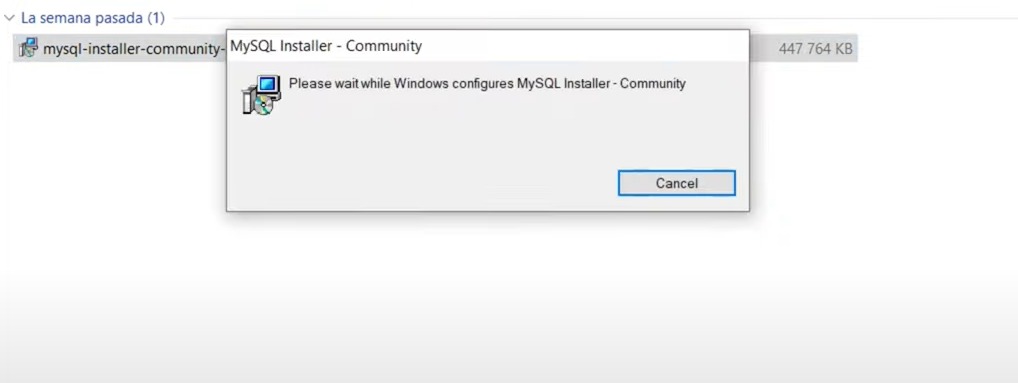 La semana pasada (1)
mysql-installer-community-
447 764 KB
MySQL Installer - Community
Please wait while Windows configures MySQL Installer - Community
Cancel